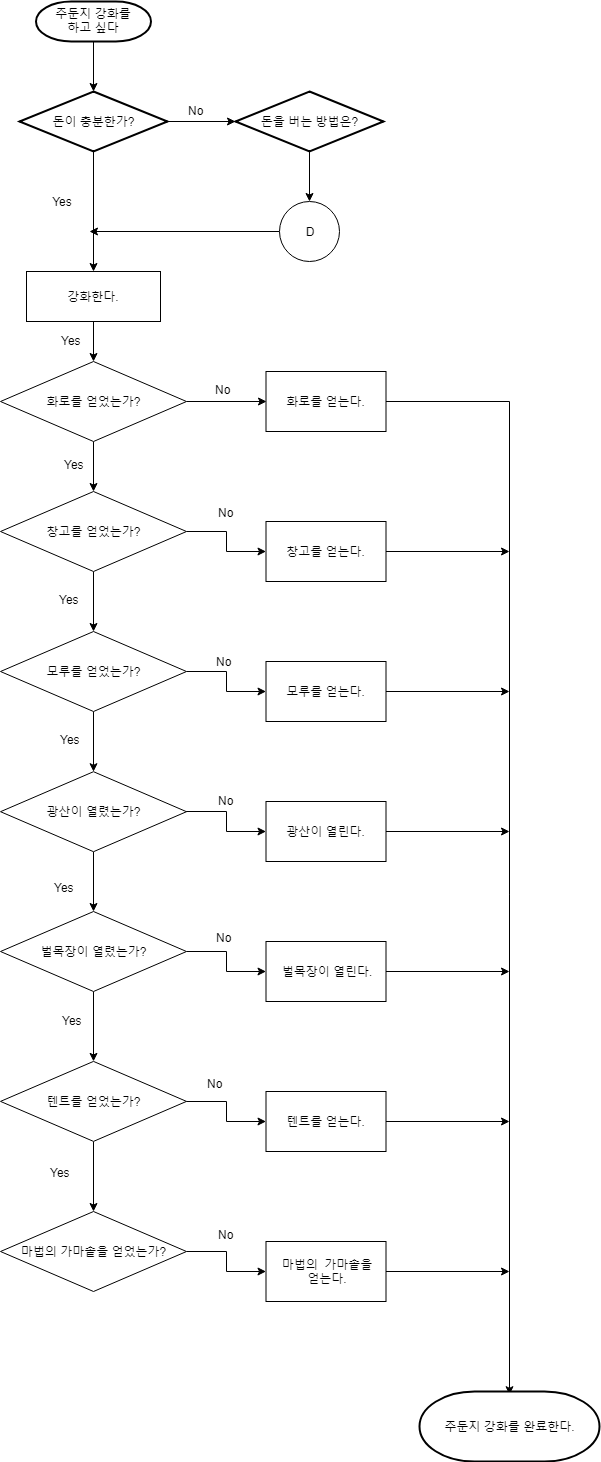 주둔지 강화를
하고 싶다
돈이 충분한가?
No
돈을 버는 방법은?
Yes
D
강화한다.
Yes
화로를 얻었는가?
No
화로를 얻는다.
Yes
창고를 얻었는가?
No
창고를 얻는다.
Yes
모루를 얻었는가?
No
모루를 얻는다.
Yes
광산이 열렸는가?
No
광산이 열린다.
Yes
벌목장이 열렸는가?
No
벌목장이 열린다.
Yes
텐트를 얻었는가?
No
텐트를 얻는다.
Yes
마법의 가마솥을 얻었는가?
No
마법의 가마솥을
얻는다.
주둔지 강화를 완료한다.